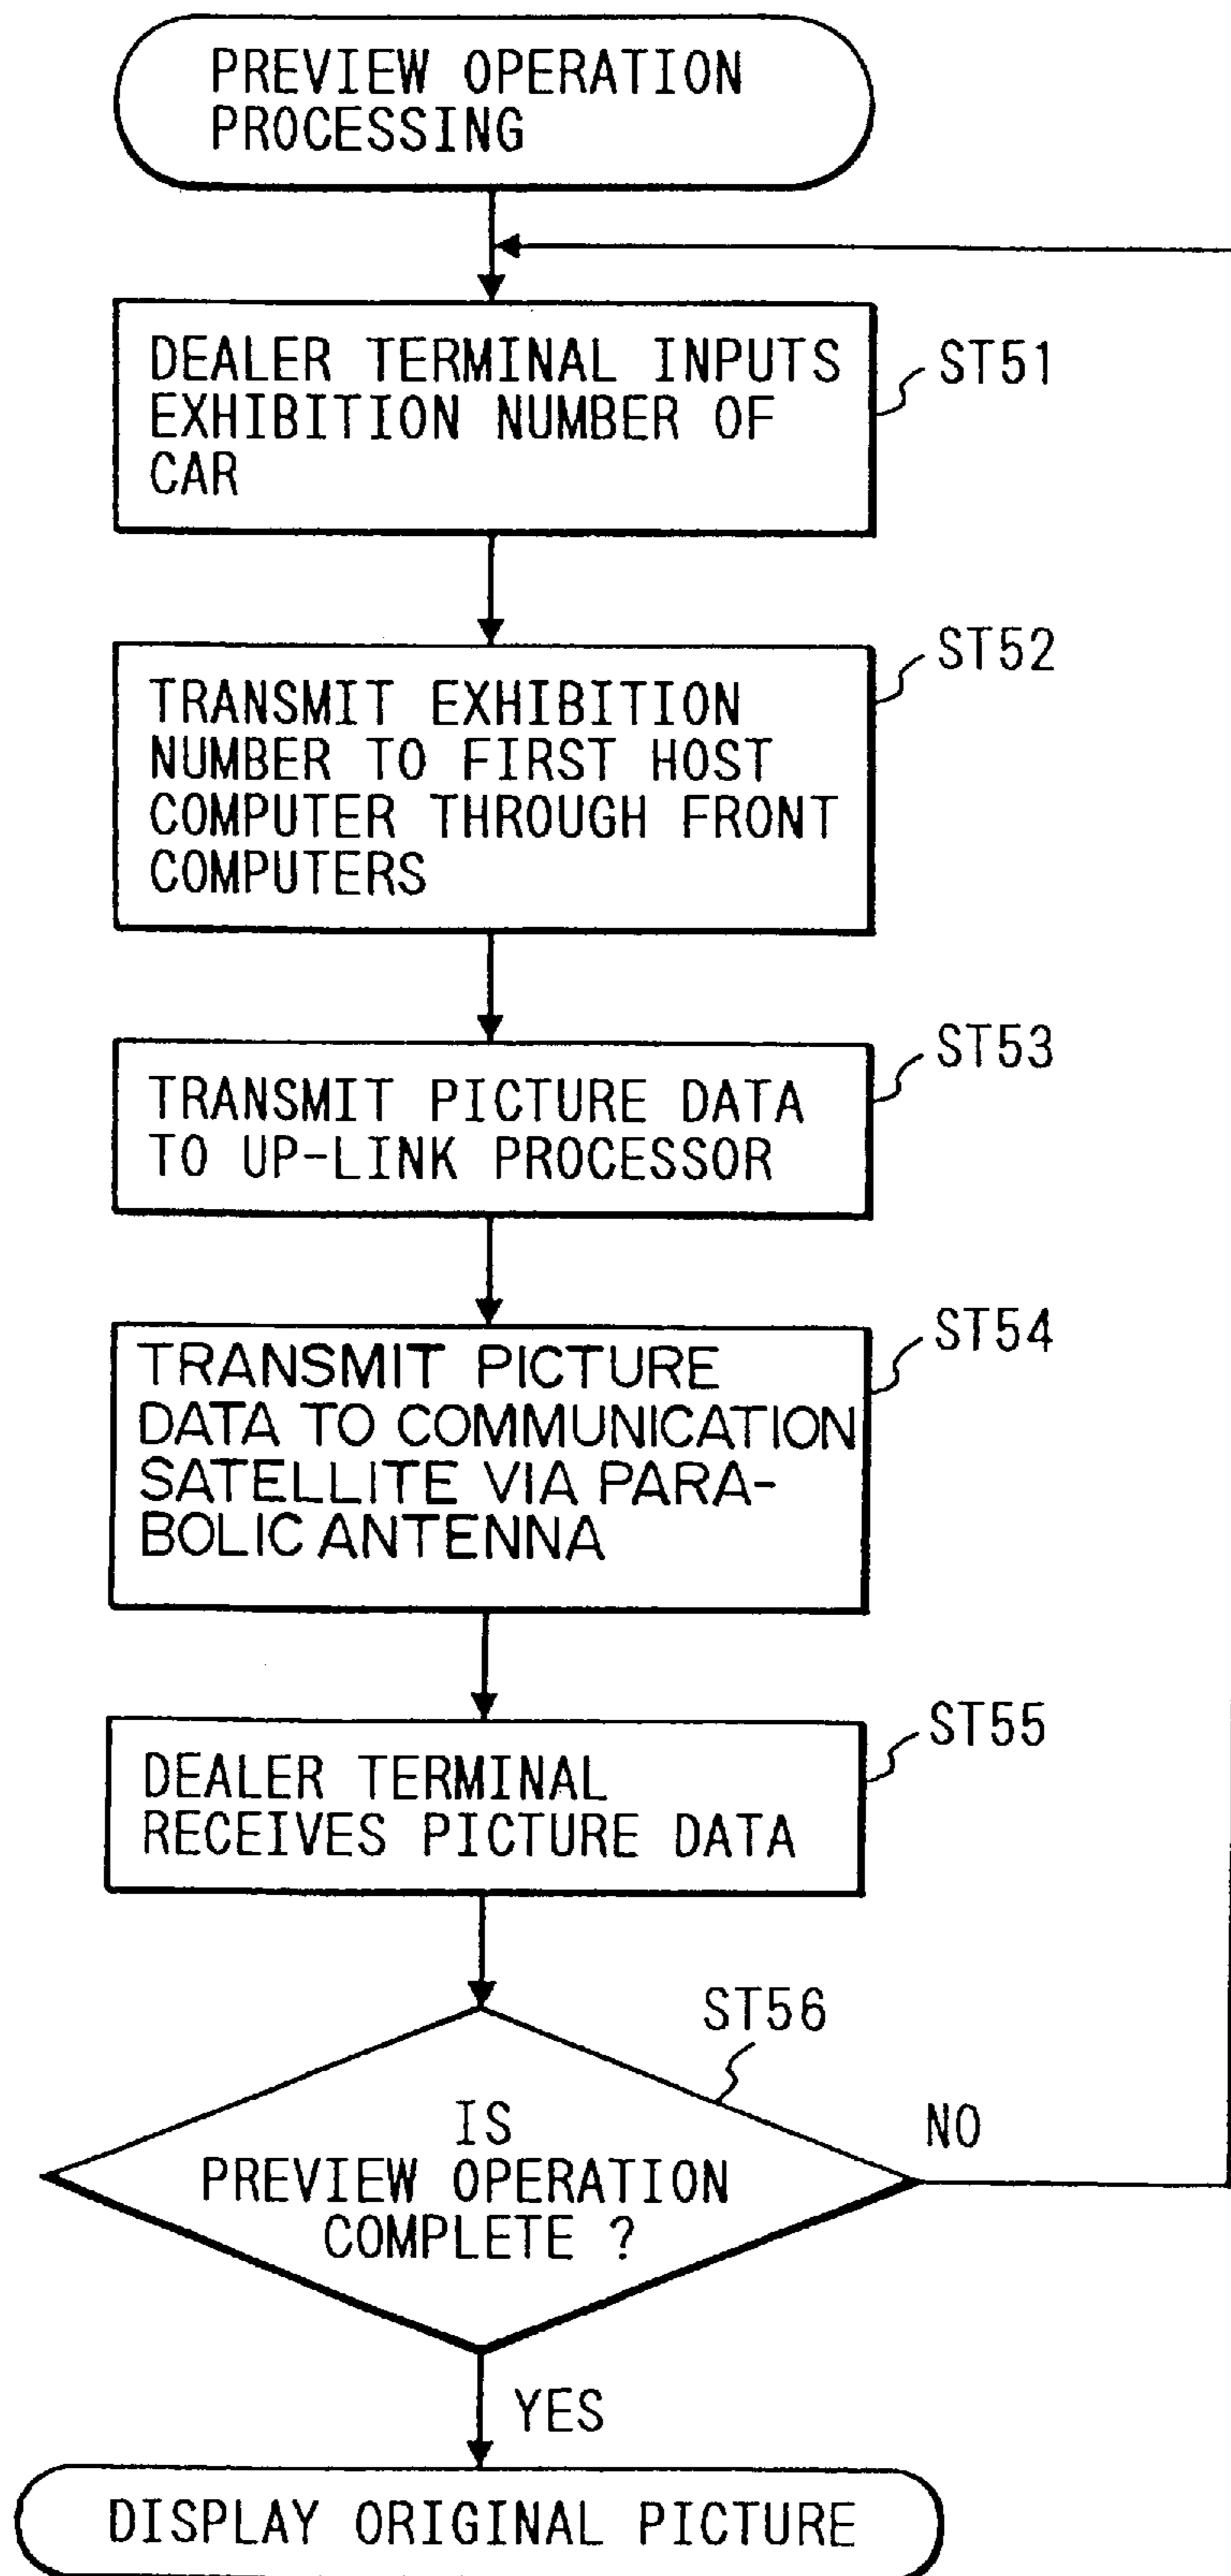 PREVIEW OPERATION
PROCESSING
DEALER TERMINAL INPUTS
EXHIBITION NUMBER OF
CAR
ST51
TRANSMIT EXHIBITION
NUMBER TO FIRST HOST
COMPUTER THROUGH FRONT
COMPUTERS
ST52
TRANSMIT PICTURE DATA
TO UP-LINK PROCESSOR
ST53
TRANSMIT PICTURE
DATA TO COMMUNICATION
SATELLITE VIA PARA-
BOLIC ANTENNA
ST54
DEALER TERMINAL
RECEIVES PICTURE DATA
ST55
ST56
IS
PREVIEW OPERATION
COMPLETE ?
NO
YES
DISPLAY ORIGINAL PICTURE